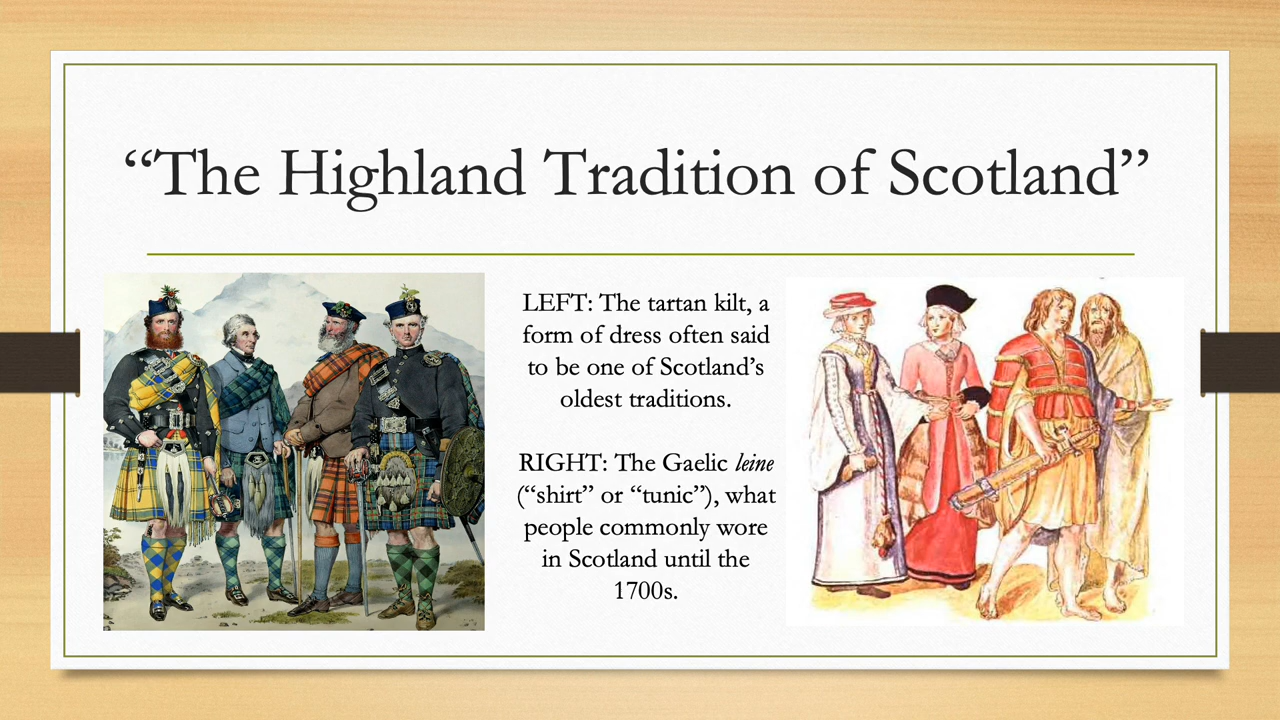 “The Highland Tradition of Scotland”
LEFT: The tartan kilt, a
form of dress often said
to be one of Scotland’s
oldest traditions.
RIGHT: The Gaelic leine
(“shirt” or “tunic”), what
people commonly wore
in Scotland until the
1700s.